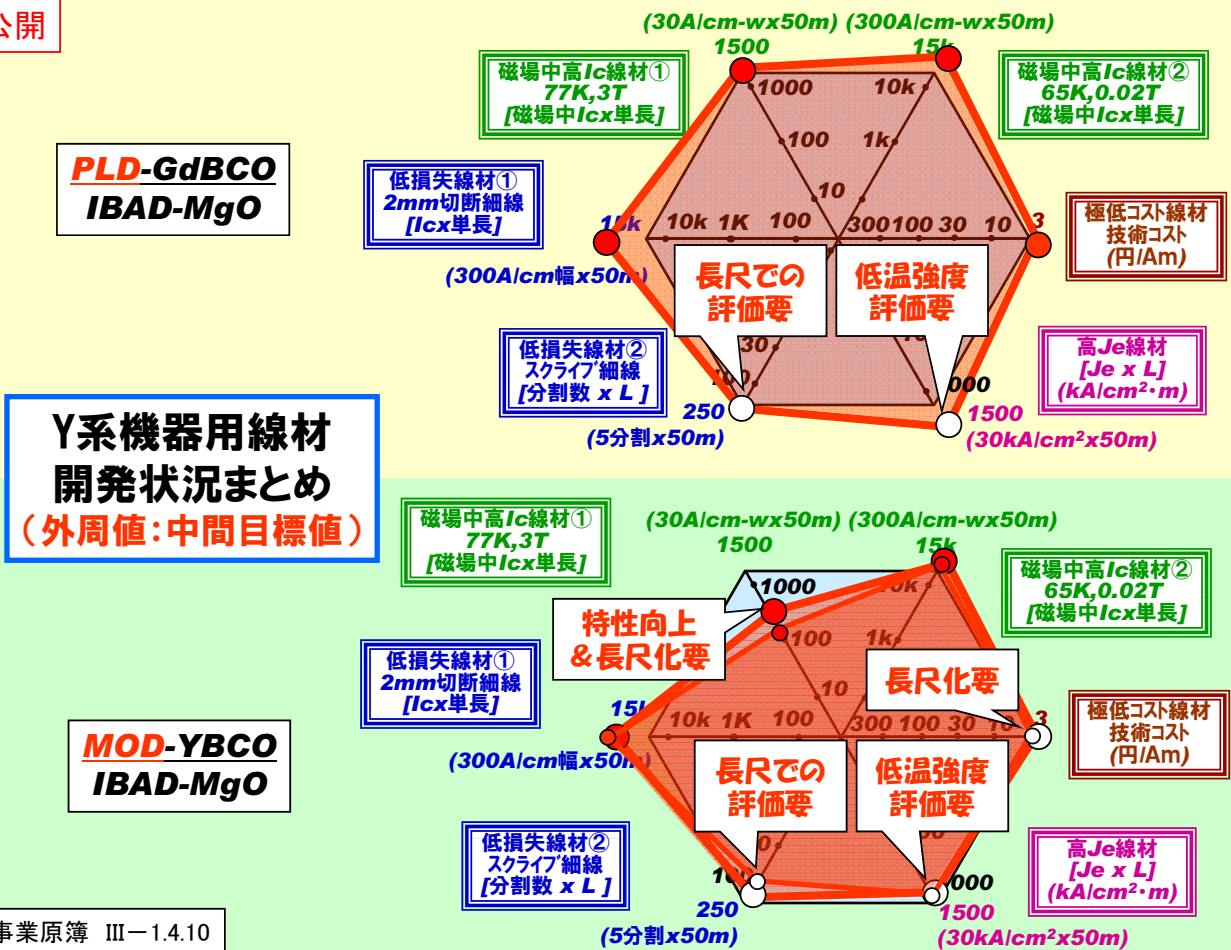 公開
(30A/cm-wx50m) (300A/cm-wx50m)
1500
15k
磁場中高Ic線材①
77K,3T
[磁場中Icx単長]
磁場中高Ic線材②
65K,0.02T
[磁場中Icx単長]
1000
10k
100
1k
10
PLD-GdBCO
IBAD-MgO
低損失線材①
2mm切断細線
[Icx単長]
15k
10k 1K 100
300 100 30 10
3
極低コスト線材
技術コスト
(円/Am)
(300A/cm幅x50m)
長尺での
評価要
低温強度
評価要
低損失線材②
スクライブ細線
[分割数 x L ]
30
100
高Je線材
[Je x L]
(kA/cm²・m)
250
(5分割x50m)
000
1500
(30kA/cm²x50m)
Y系機器用線材
開発状況まとめ
(外周値:中間目標値)
磁場中高Ic線材①
77K,3T
[磁場中Icx単長]
(30A/cm-wx50m) (300A/cm-wx50m)
1500
15k
磁場中高Ic線材②
65K,0.02T
[磁場中Icx単長]
1000
10k
特性向上
&長尺化要
100
1k
10
長尺化要
低損失線材①
2mm切断細線
[Icx単長]
15k
10k 1K 100
300 100 30 10
3
極低コスト線材
技術コスト
(円/Am)
(300A/cm幅x50m)
MOD-YBCO
IBAD-MgO
長尺での
評価要
低温強度
評価要
低損失線材②
スクライブ細線
[分割数 x L ]
高Je線材
[Je x L]
(kA/cm²・m)
250
(5分割x50m)
000
1500
(30kA/cm²x50m)
事業原簿 III-1.4.10